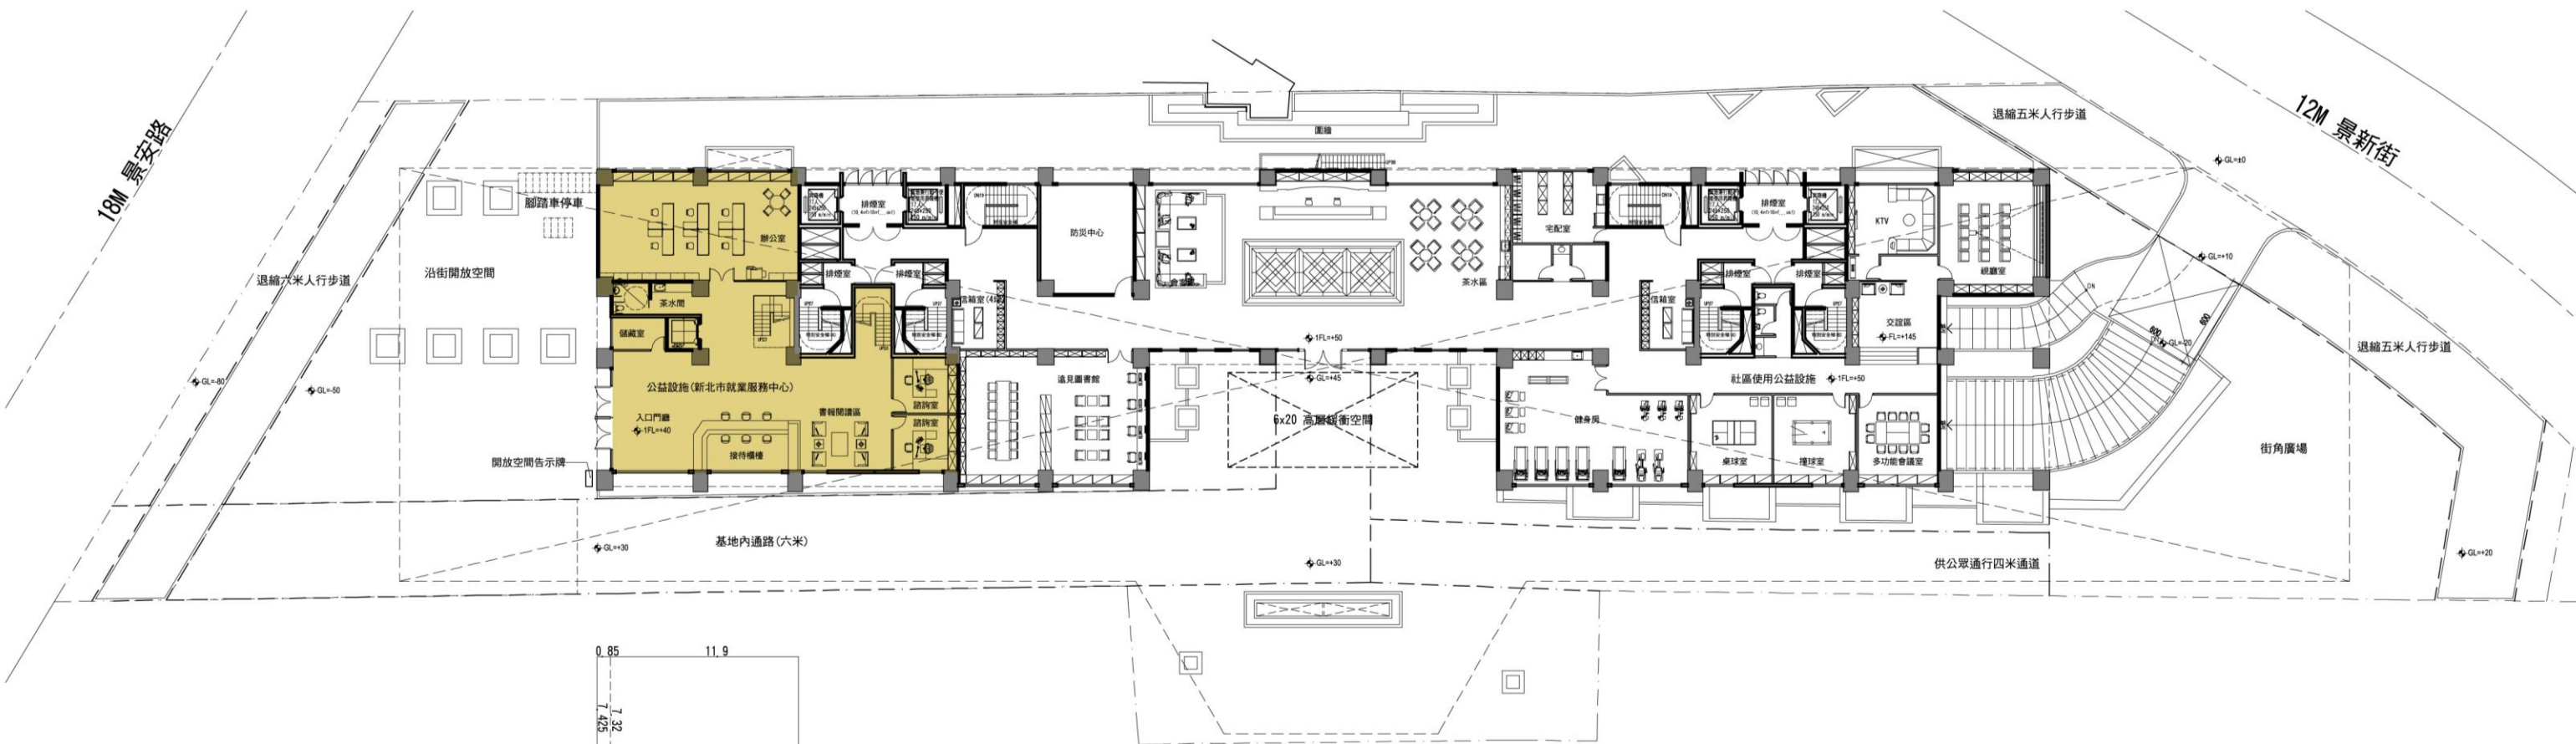 18M 景安路
12M 景新街
退縮五米人行步道
圍牆
GL=±0
腳踏車停車
辦公室
排煙室
防災中心
宅配室
排煙室
KTV
視廳室
沿街開放空間
退縮六米人行步道
茶水間
排煙室
排煙室
信箱室
茶水區
信箱室
排煙室
排煙室
GL=+10
DN
儲藏室
交誼區
FL=+145
1FL=+50
600
600
GL=-20
退縮五米人行步道
GL=-80
GL=-50
公益設施(新北市就業服務中心)
諮詢室
遠見圖書館
GL=+45
社區使用公益設施
1FL=+50
入口門廳
1FL=+40
書報閱讀區
諮詢室
6x20 高層緩衝空間
健身房
接待櫃檯
開放空間告示牌
桌球室
撞球室
多功能會議室
街角廣場
基地內通路(六米)
GL=+30
GL=+30
供公眾通行四米通道
GL=+20
0.85
11.9
7.32
7.425